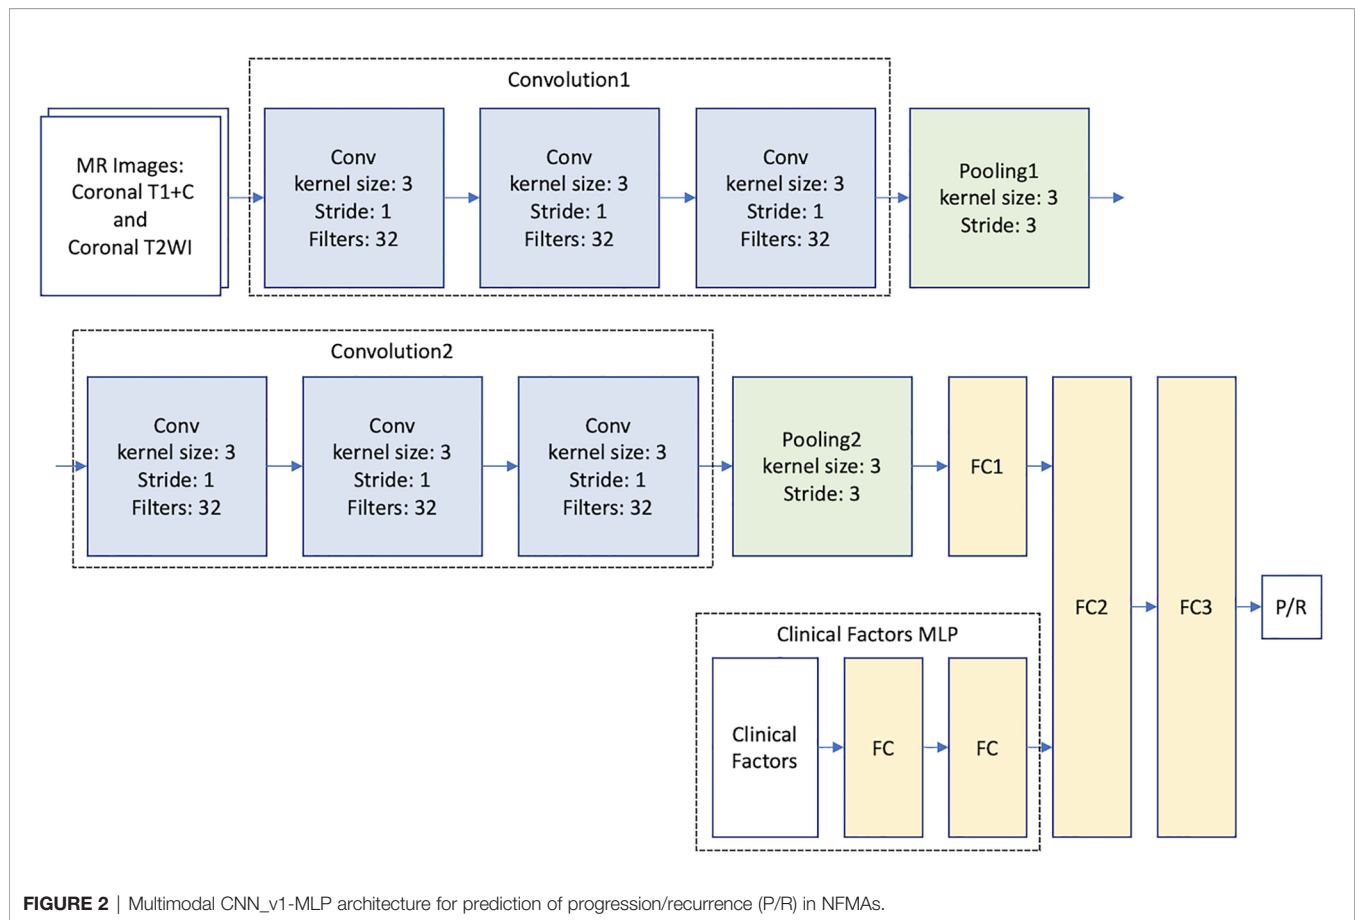 Convolution1
MR Images:
Coronal T1+C
and
Coronal T2WI
Conv
kernel size: 3
Stride: 1
Filters: 32
Conv
kernel size: 3
Stride: 1
Filters: 32
Conv
kernel size: 3
Stride: 1
Filters: 32
Pooling1
kernel size: 3
Stride: 3
Convolution2
Conv
kernel size: 3
Stride: 1
Filters: 32
Conv
kernel size: 3
Stride: 1
Filters: 32
Conv
kernel size: 3
Stride: 1
Filters: 32
Pooling2
kernel size: 3
Stride: 3
FC1
FC2
FC3
P/R
Clinical Factors MLP
Clinical
Factors
FC
FC
FIGURE 2 | Multimodal CNN_v1-MLP architecture for prediction of progression/recurrence (P/R) in NFMAs.